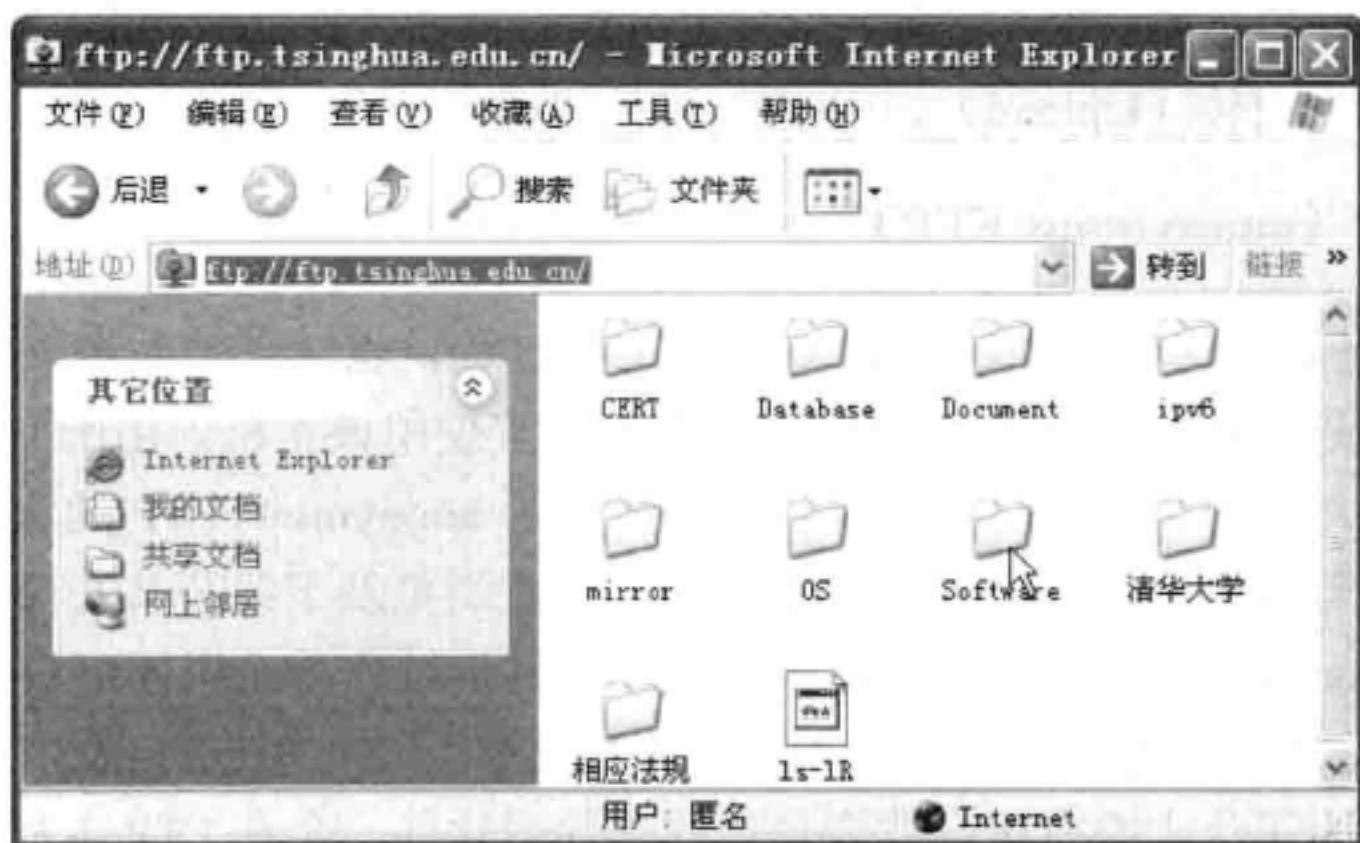 ftp://ftp.tsinghua.edu.cn/ - Microsoft Internet Explorer
文件(F) 编辑(E) 查看(V) 收藏(A) 工具(T) 帮助(H)
后退 搜索 文件夹
地址(D) ftp://ftp.tsinghua.edu.cn/ 转到 链接 »
其它位置
Internet Explorer
我的文档
共享文档
网上邻居
CERT Database Document ipv6
mirror OS Software 清华大学
相应法规 ls-lR
用户: 匿名 Internet